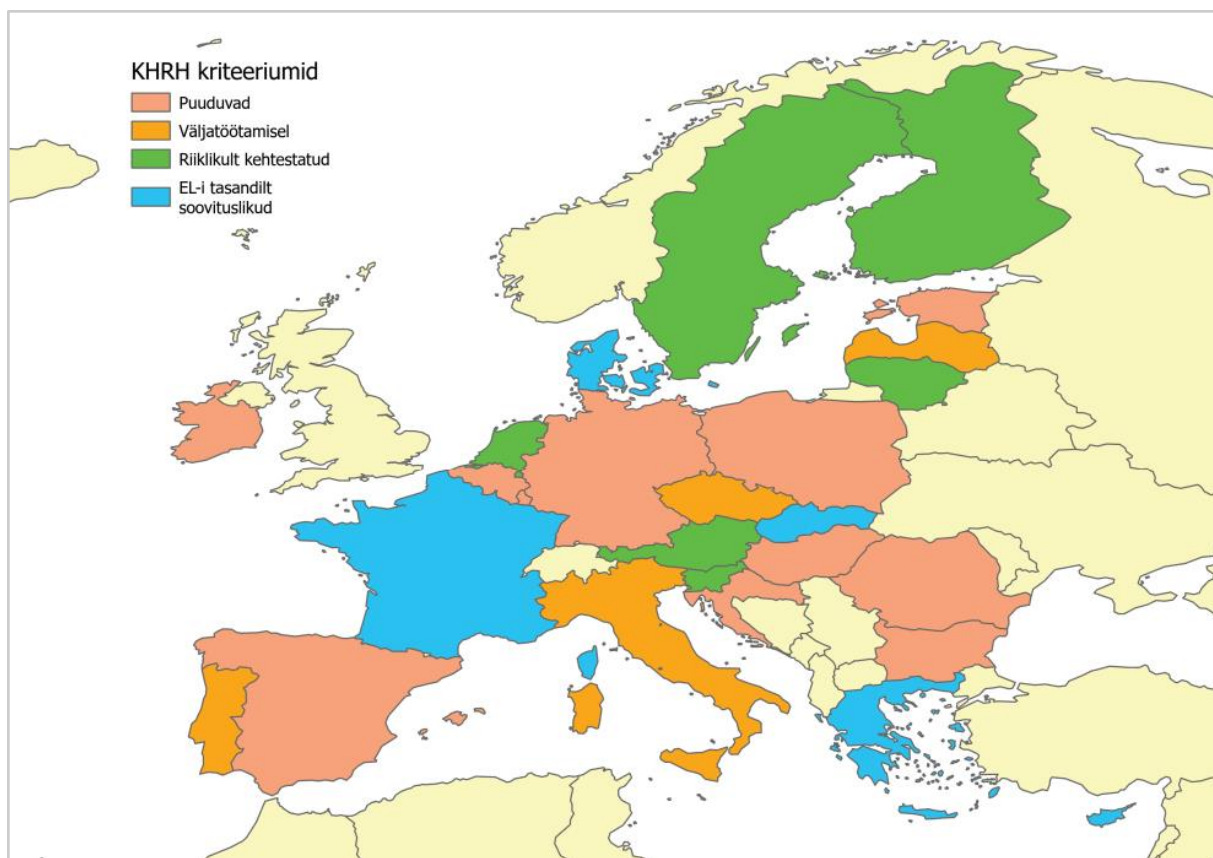 KHRH kriteeriumid
Puuduvad
Väljatöötamisel
Riiklikult kehtestatud
EL-i tasandilt
soovituslikud